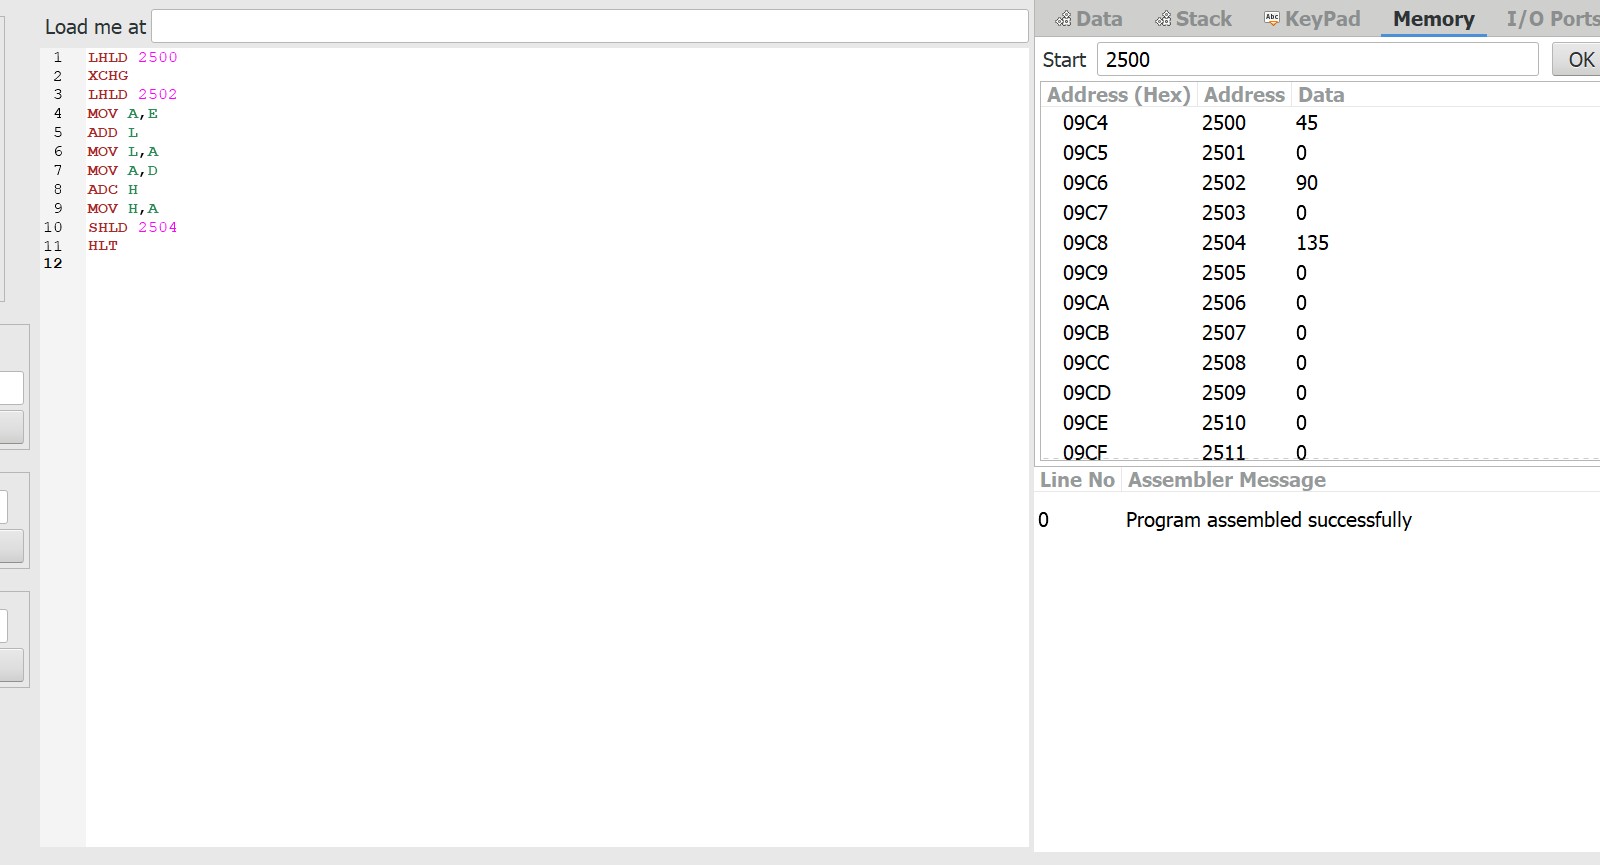 Load me at
1 LHLD 2500
2 XCHG
3 LHLD 2502
4 MOV A,E
5 ADD L
6 MOV L,A
7 MOV A,D
8 ADC H
9 MOV H,A
10 SHLD 2504
11 HLT
12
Data Stack KeyPad Memory I/O Ports
Start 2500 OK
Address (Hex) Address Data
09C4 2500 45
09C5 2501 0
09C6 2502 90
09C7 2503 0
09C8 2504 135
09C9 2505 0
09CA 2506 0
09CB 2507 0
09CC 2508 0
09CD 2509 0
09CE 2510 0
09CF 2511 0
Line No Assembler Message
0 Program assembled successfully